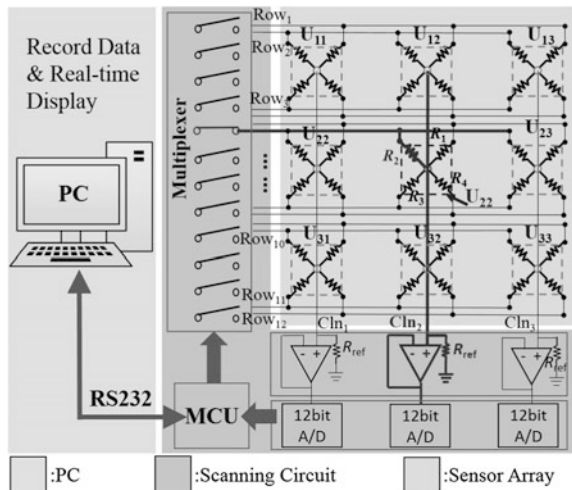 Record Data
& Real-time
Display
PC
RS232
Multiplexer
MCU
Row1
Row2
Row3
Row10
Row11
Row12
U11
U12
U13
U22
R1
R2
R3
R4
U22
U23
U31
U32
U33
Cln1
Cln2
Cln3
- +
Rref
- +
Rref
- +
Rref
12bit
A/D
12bit
A/D
12bit
A/D
:PC
:Scanning Circuit
:Sensor Array